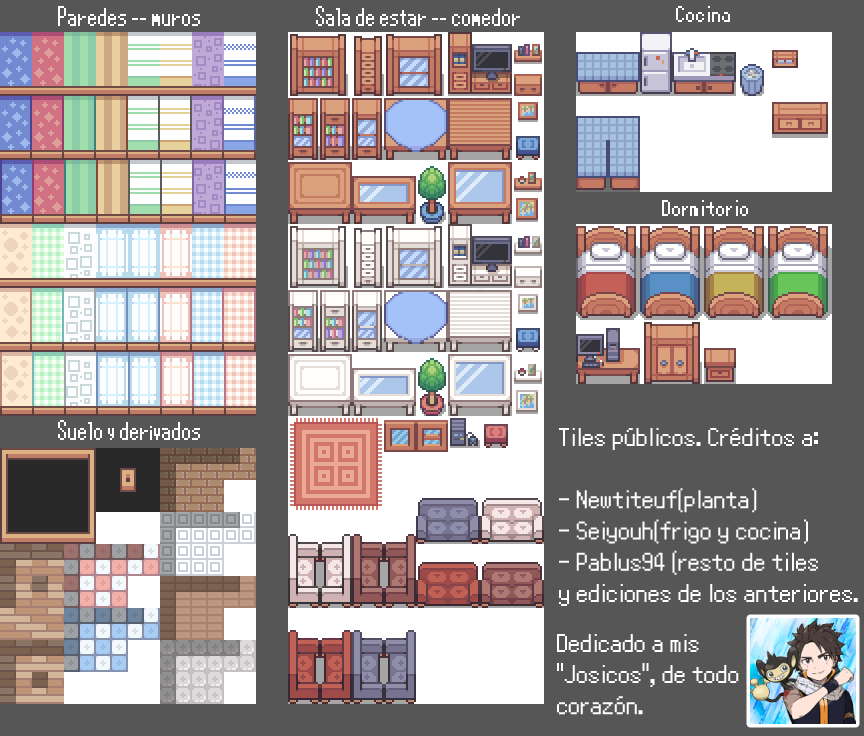 Paredes -- muros
Sala de estar -- comedor
Cocina
Dormitorio
Suelo y derivados
Tiles públicos. Créditos a:
- Newtiteuf(planta)
- Seiyouh(frigo y cocina)
- Pablus94 (resto de tiles
y ediciones de los anteriores.
Dedicado a mis
"Josicos", de todo
corazón.